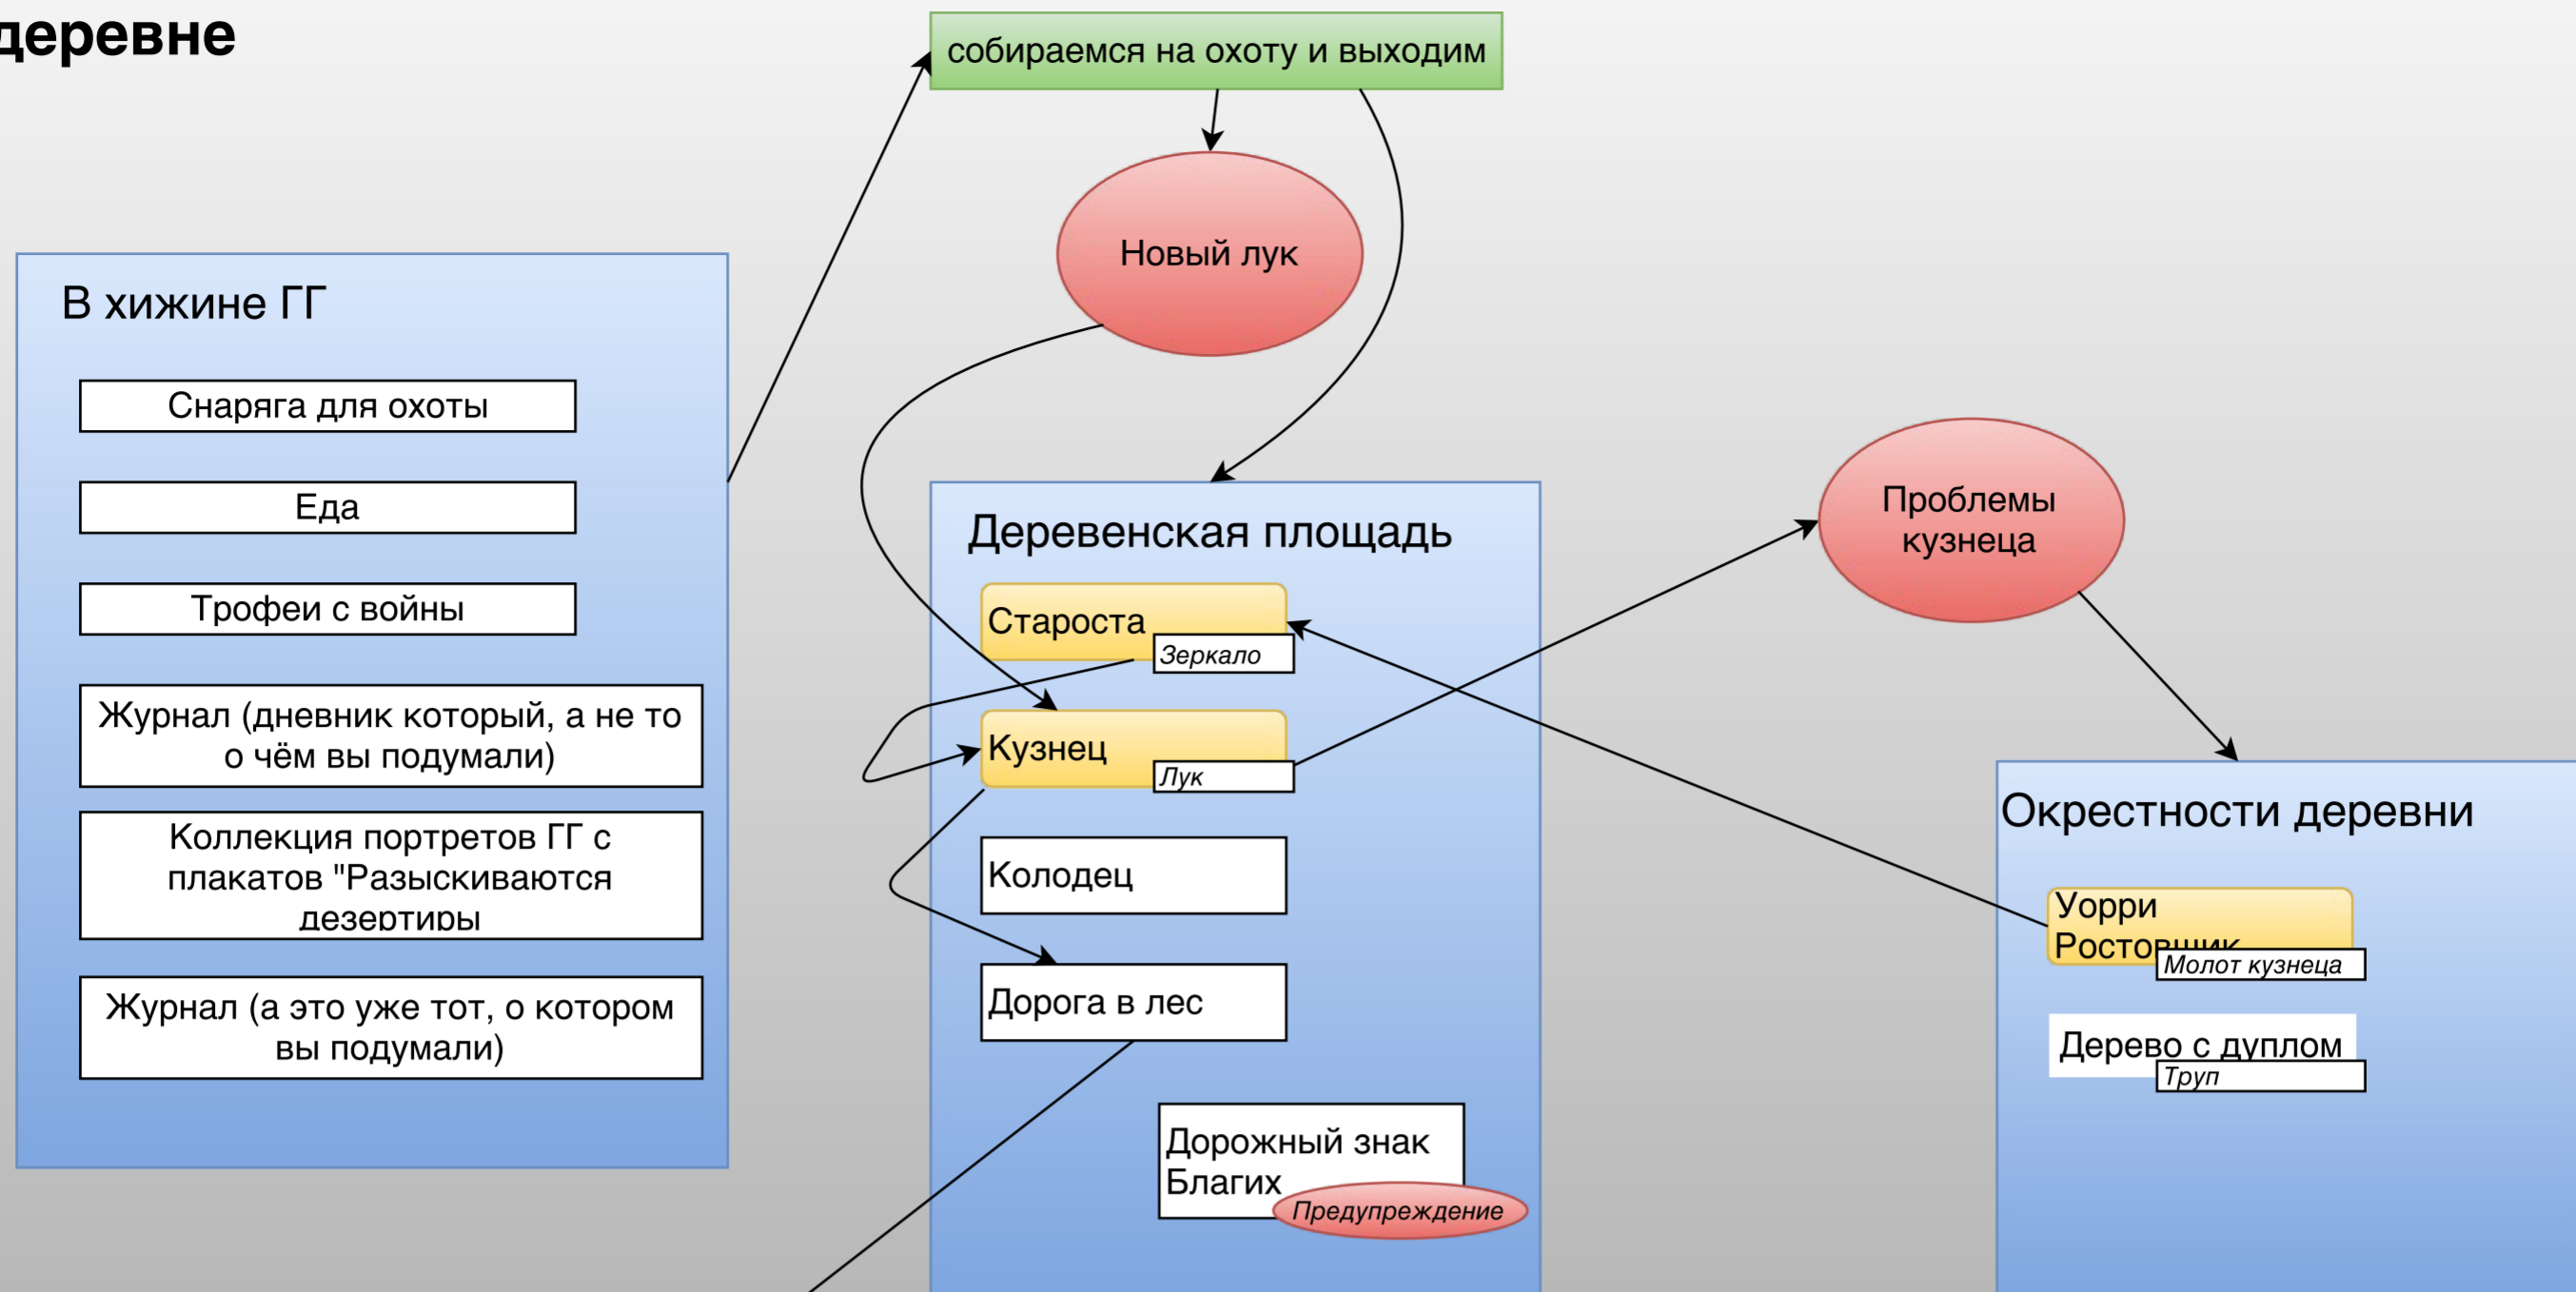 деревне
собираемся на охоту и выходим
Новый лук
В хижине ГГ
Снаряга для охоты
Еда
Трофеи с войны
Журнал (дневник который, а не то
о чём вы подумали)
Коллекция портретов ГГ с
плакатов "Разыскиваются
дезертиры
Журнал (а это уже тот, о котором
вы подумали)
Деревенская площадь
Староста
Зеркало
Кузнец
Лук
Колодец
Дорога в лес
Дорожный знак
Благих
Предупреждение
Проблемы
кузнеца
Окрестности деревни
Уорри
Ростовщик
Молот кузнеца
Дерево с дуплом
Труп